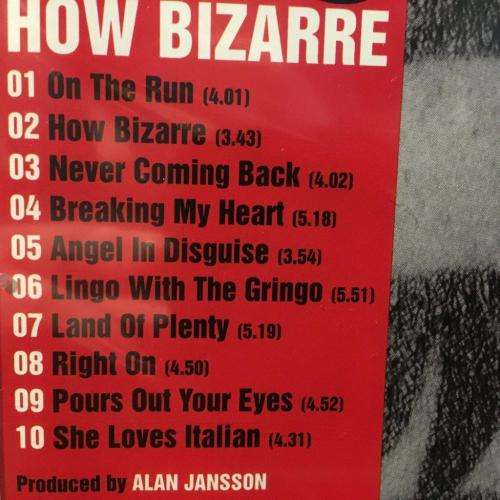 HOW BIZARRE
01 On The Run (4.01)
02 How Bizarre (3.43)
03 Never Coming Back (4.02)
04 Breaking My Heart (5.18)
05 Angel In Disguise (3.54)
06 Lingo With The Gringo (5.51)
07 Land Of Plenty (5.19)
08 Right On (4.50)
09 Pours Out Your Eyes (4.52)
10 She Loves Italian (4.31)
Produced by ALAN JANSSON